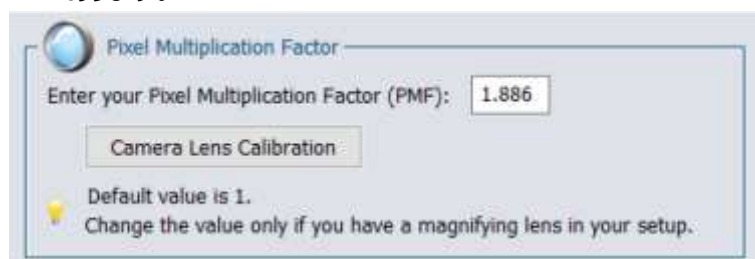 Pixel Multiplication Factor
Enter your Pixel Multiplication Factor (PMF): 1.886
Camera Lens Calibration
Default value is 1.
Change the value only if you have a magnifying lens in your setup.